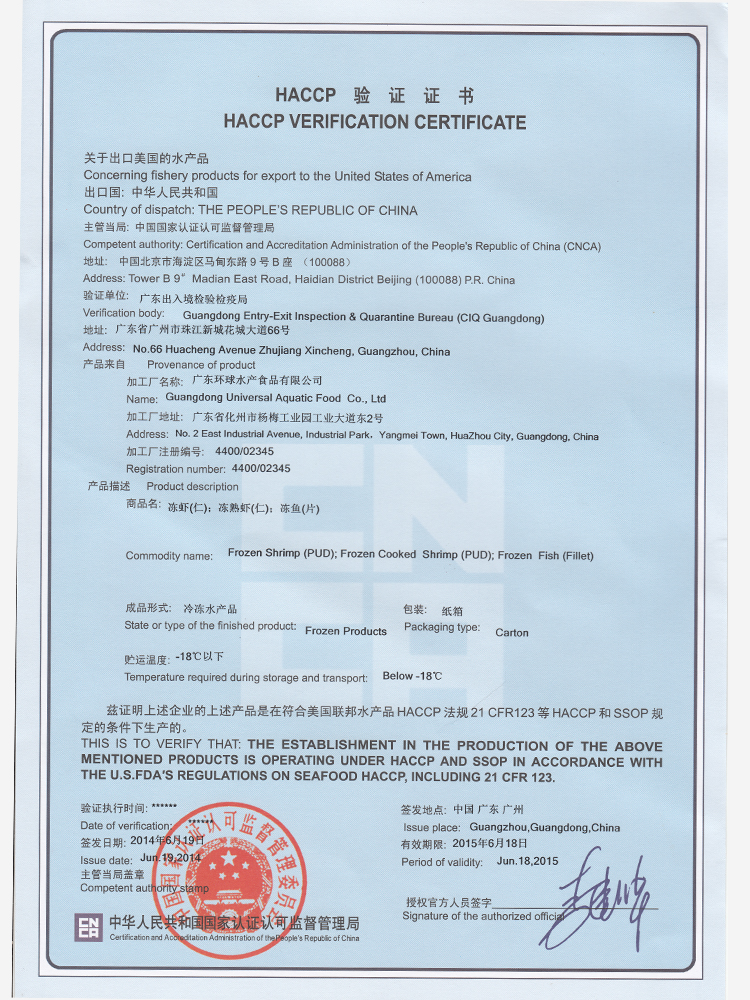 HACCP 验 证 证 书
HACCP VERIFICATION CERTIFICATE
关于出口美国的水产品
Concerning fishery products for export to the United States of America
出口国: 中华人民共和国
Country of dispatch: THE PEOPLE'S REPUBLIC OF CHINA
主管当局: 中国国家认证认可监督管理局
Competent authority: Certification and Accreditation Administration of the People's Republic of China (CNCA)
地址: 中国北京市海淀区马甸东路 9 号 B 座 (100088)
Address: Tower B 9" Madian East Road, Haidian District Beijing (100088) P.R. China
验证单位: 广东出入境检验检疫局
Verification body: Guangdong Entry-Exit Inspection & Quarantine Bureau (CIQ Guangdong)
地址: 广东省广州市珠江新城花城大道66号
Address: No.66 Huacheng Avenue Zhujiang Xincheng, Guangzhou, China
产品来自 Provenance of product
加工厂名称: 广东环球水产食品有限公司
Name: Guangdong Universal Aquatic Food Co., Ltd
加工厂地址: 广东省化州市杨梅工业园工业大道东2号
Address: No. 2 East Industrial Avenue, Industrial Park, Yangmei Town, HuaZhou City, Guangdong, China
加工厂注册编号: 4400/02345
Registration number: 4400/02345
产品描述 Product description
商品名: 冻虾(仁); 冻熟虾(仁); 冻鱼(片)
Commodity name: Frozen Shrimp (PUD); Frozen Cooked Shrimp (PUD); Frozen Fish (Fillet)
成品形式: 冷冻水产品 包装: 纸箱
State or type of the finished product: Frozen Products Packaging type: Carton
贮运温度: -18℃以下
Temperature required during storage and transport: Below -18℃
兹证明上述企业的上述产品是在符合美国联邦水产品 HACCP 法规 21 CFR123 等 HACCP 和 SSOP 规
定的条件下生产的。
THIS IS TO VERIFY THAT: THE ESTABLISHMENT IN THE PRODUCTION OF THE ABOVE
MENTIONED PRODUCTS IS OPERATING UNDER HACCP AND SSOP IN ACCORDANCE WITH
THE U.S.FDA'S REGULATIONS ON SEAFOOD HACCP, INCLUDING 21 CFR 123.
验证执行时间: ****** 签发地点: 中国 广东 广州
Date of verification: ****** Issue place: Guangzhou,Guangdong,China
签发日期: 2014年6月19日 有效期限: 2015年6月18日
Issue date: Jun.19,2014 Period of validity: Jun.18,2015
主管当局盖章
Competent authority stamp
授权官方人员签字
Signature of the authorized official
中华人民共和国国家认证认可监督管理局
Certification and Accreditation Administration of the People's Republic of China